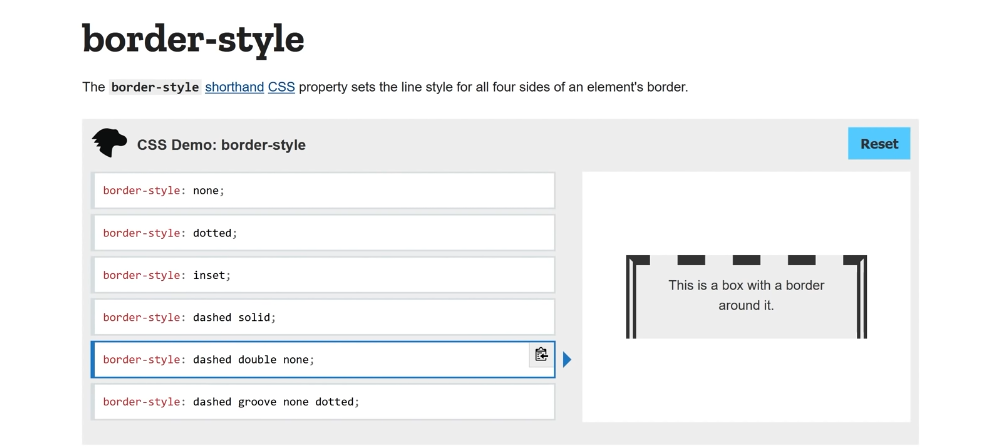 border-style
The border-style shorthand CSS property sets the line style for all four sides of an element's border.
CSS Demo: border-style
Reset
border-style: none;
border-style: dotted;
border-style: inset;
border-style: dashed solid;
border-style: dashed double none;
border-style: dashed groove none dotted;
This is a box with a border
around it.